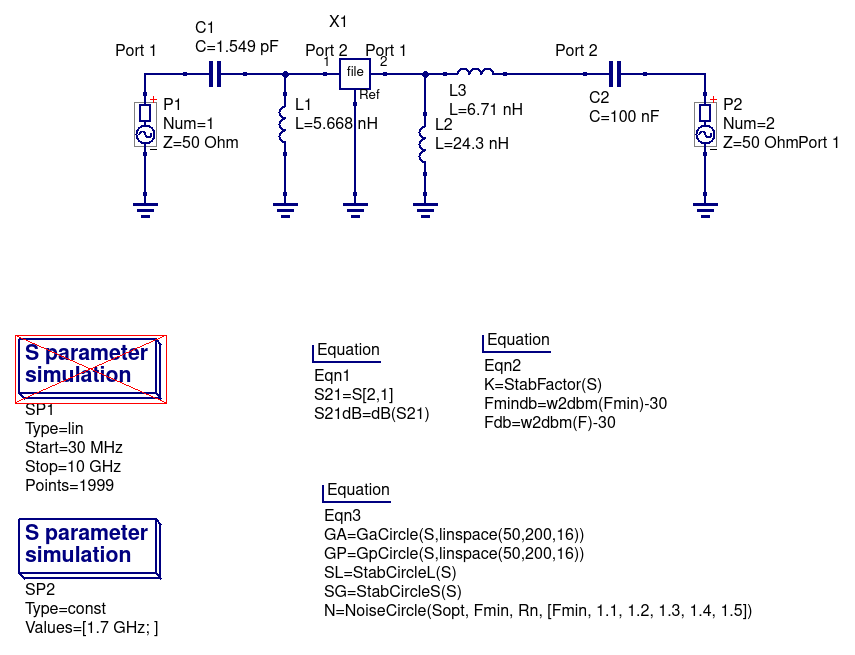 X1
C1
C=1.549 pF
Port 1
Port 2
Port 1
Port 2
1
file
2
Ref
P1
Num=1
Z=50 Ohm
L1
L=5.668 nH
L3
L=6.71 nH
L2
L=24.3 nH
C2
C=100 nF
P2
Num=2
Z=50 OhmPort 1
S parameter
simulation
SP1
Type=lin
Start=30 MHz
Stop=10 GHz
Points=1999
Equation
Eqn1
S21=S[2,1]
S21dB=dB(S21)
Equation
Eqn2
K=StabFactor(S)
Fmindb=w2dbm(Fmin)-30
Fdb=w2dbm(F)-30
S parameter
simulation
SP2
Type=const
Values=[1.7 GHz; ]
Equation
Eqn3
GA=GaCircle(S,linspace(50,200,16))
GP=GpCircle(S,linspace(50,200,16))
SL=StabCircleL(S)
SG=StabCircleS(S)
N=NoiseCircle(Sopt, Fmin, Rn, [Fmin, 1.1, 1.2, 1.3, 1.4, 1.5])